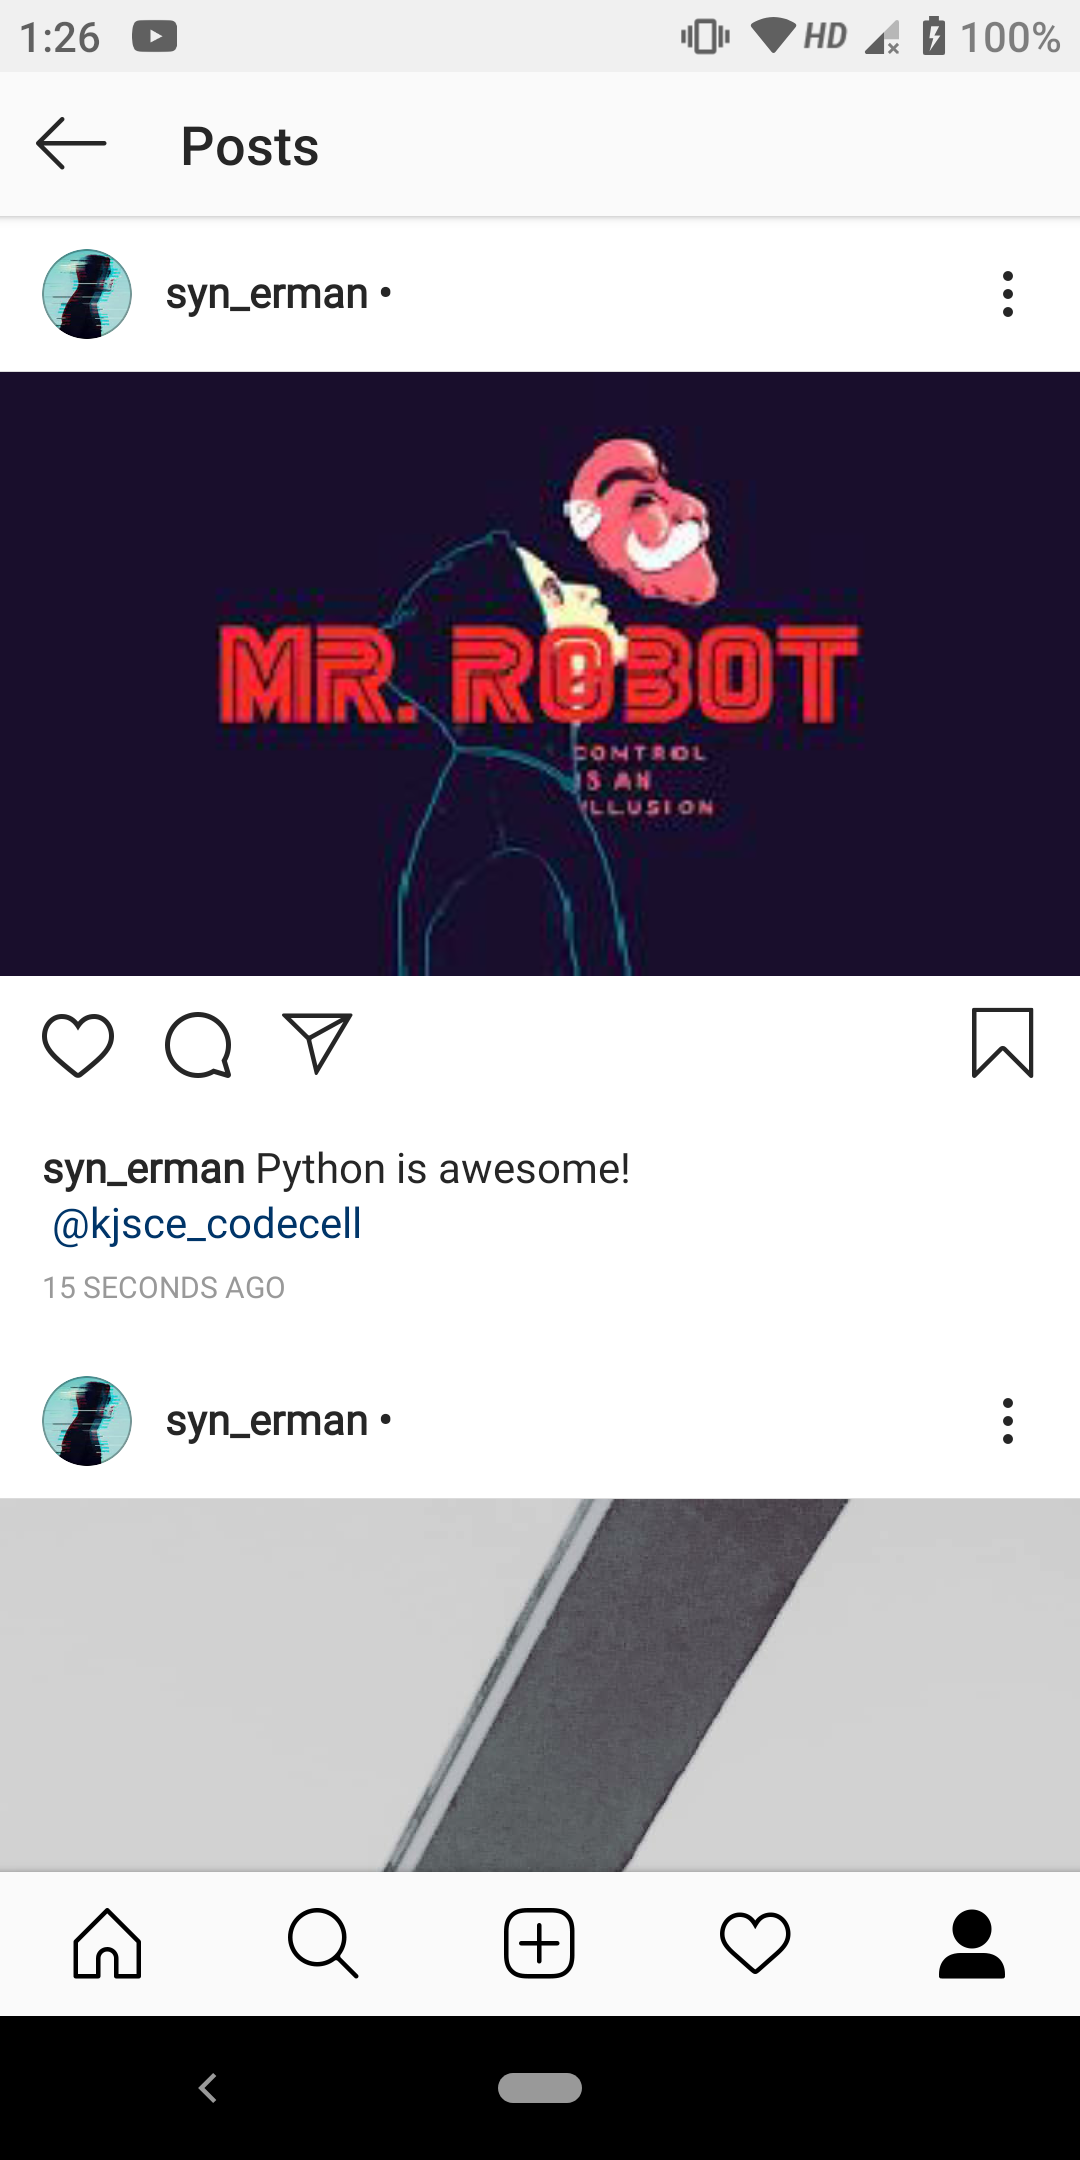 1:26 HD 100%
Posts
syn_erman •
MR. ROBOT
CONTROL
IS AN
ILLUSION
syn_erman Python is awesome!
@kjsce_codecell
15 SECONDS AGO
syn_erman •